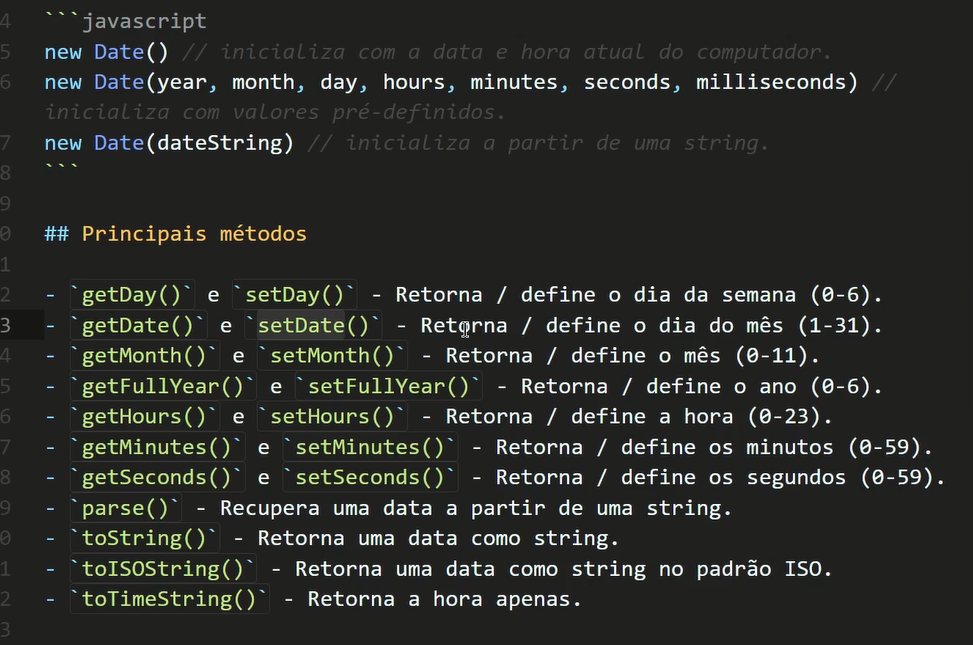 4 ```javascript
5 new Date() // inicializa com a data e hora atual do computador.
6 new Date(year, month, day, hours, minutes, seconds, milliseconds) //
inicializa com valores pré-definidos.
7 new Date(dateString) // inicializa a partir de uma string.
8 ```
9
0 ## Principais métodos
1
2 - `getDay()` e `setDay()` - Retorna / define o dia da semana (0-6).
3 - `getDate()` e `setDate()` - Retorna / define o dia do mês (1-31).
4 - `getMonth()` e `setMonth()` - Retorna / define o mês (0-11).
5 - `getFullYear()` e `setFullYear()` - Retorna / define o ano (0-6).
6 - `getHours()` e `setHours()` - Retorna / define a hora (0-23).
7 - `getMinutes()` e `setMinutes()` - Retorna / define os minutos (0-59).
8 - `getSeconds()` e `setSeconds()` - Retorna / define os segundos (0-59).
9 - `parse()` - Recupera uma data a partir de uma string.
0 - `toString()` - Retorna uma data como string.
1 - `toISOString()` - Retorna uma data como string no padrão ISO.
2 - `toTimeString()` - Retorna a hora apenas.
3